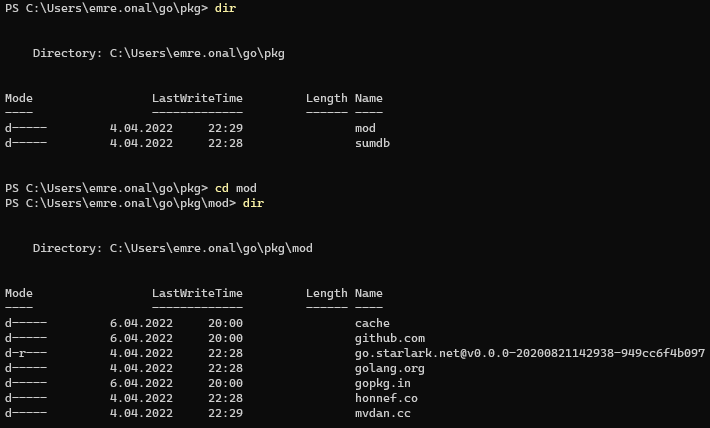 PS C:\Users\emre.onal\go\pkg> dir
Directory: C:\Users\emre.onal\go\pkg
Mode LastWriteTime Length Name
---- ------------- ------ ----
d----- 4.04.2022 22:29 mod
d----- 4.04.2022 22:28 sumdb
PS C:\Users\emre.onal\go\pkg> cd mod
PS C:\Users\emre.onal\go\pkg\mod> dir
Directory: C:\Users\emre.onal\go\pkg\mod
Mode LastWriteTime Length Name
---- ------------- ------ ----
d----- 6.04.2022 20:00 cache
d----- 6.04.2022 20:00 github.com
d-r--- 4.04.2022 22:28 go.starlark.net@v0.0.0-20200821142938-949cc6f4b097
d----- 4.04.2022 22:28 golang.org
d----- 6.04.2022 20:00 gopkg.in
d----- 4.04.2022 22:28 honnef.co
d----- 4.04.2022 22:29 mvdan.cc